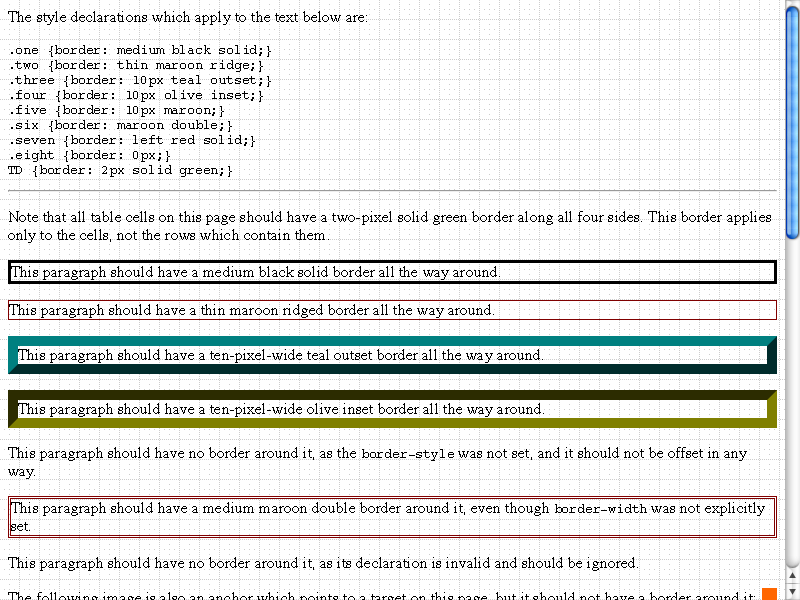 The style declarations which apply to the text below are:
.one {border: medium black solid;}
.two {border: thin maroon ridge;}
.three {border: 10px teal outset;}
.four {border: 10px olive inset;}
.five {border: 10px maroon;}
.six {border: maroon double;}
.seven {border: left red solid;}
.eight {border: 0px;}
TD {border: 2px solid green;}
Note that all table cells on this page should have a two-pixel solid green border along all four sides. This border applies
only to the cells, not the rows which contain them.
This paragraph should have a medium black solid border all the way around.
This paragraph should have a thin maroon ridged border all the way around.
This paragraph should have a ten-pixel-wide teal outset border all the way around.
This paragraph should have a ten-pixel-wide olive inset border all the way around.
This paragraph should have no border around it, as the border-style was not set, and it should not be offset in any
way.
This paragraph should have a medium maroon double border around it, even though border-width was not explicitly
set.
This paragraph should have no border around it, as its declaration is invalid and should be ignored.
The following image is also an anchor which points to a target on this page, but it should not have a border around it: